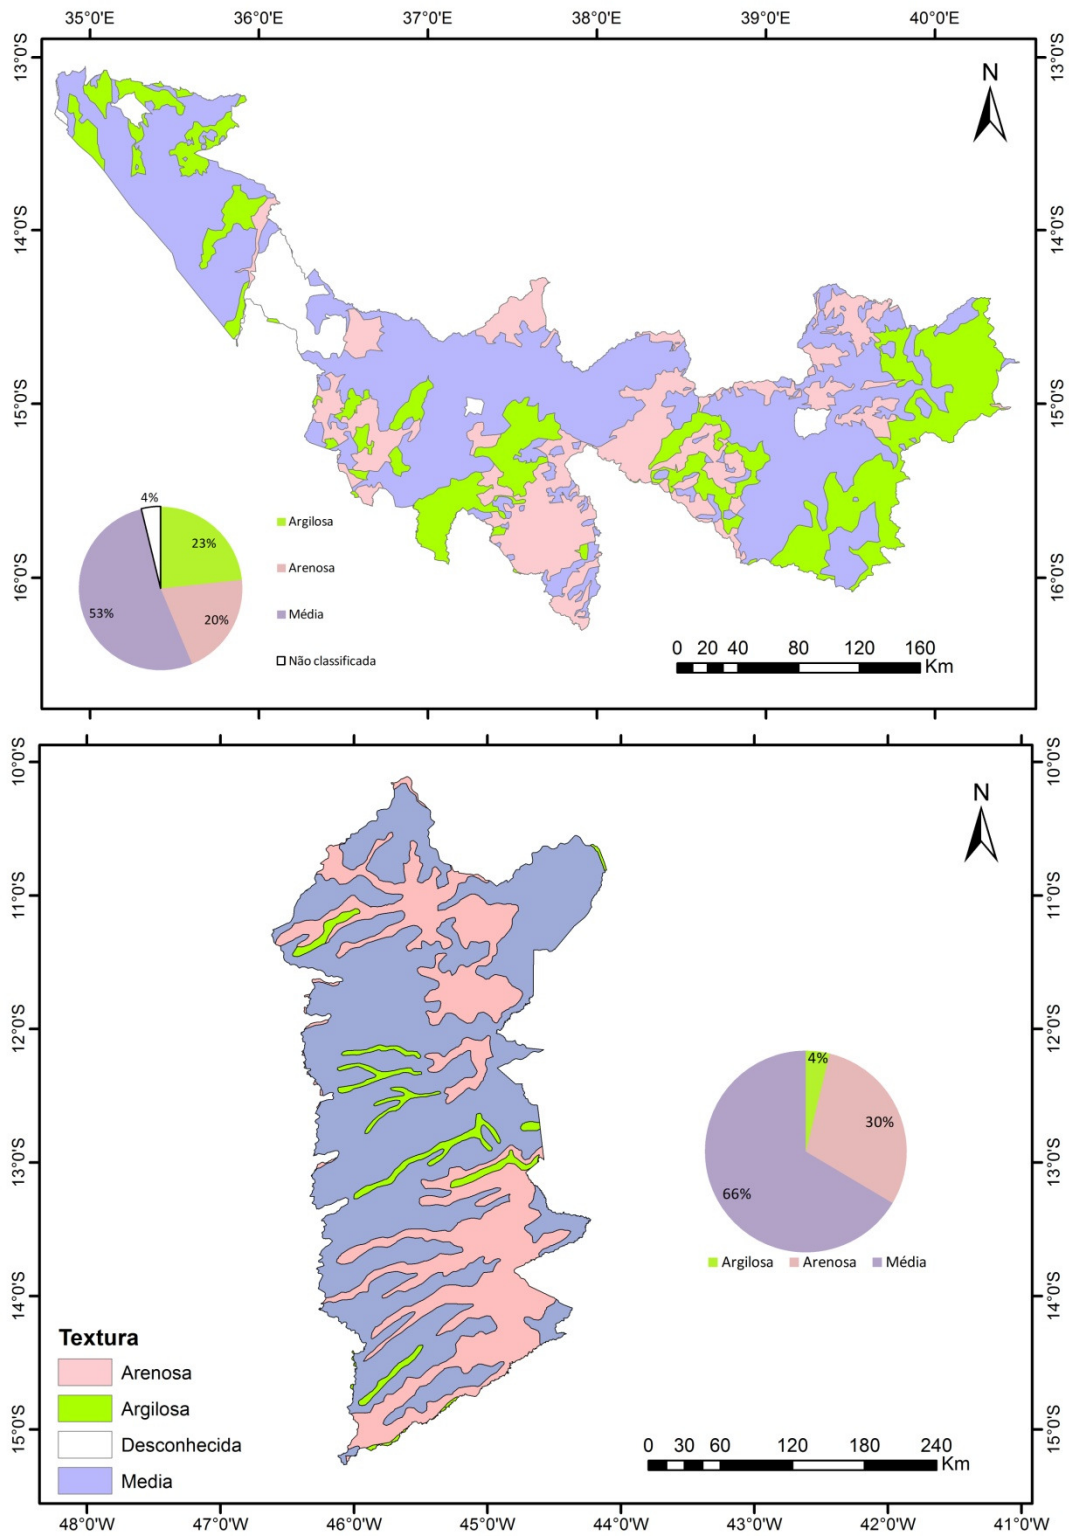 35°0'E 36°0'E 37°0'E 38°0'E 39°0'E 40°0'E
13°0'S 13°0'S
N
14°0'S 14°0'S
15°0'S 15°0'S
16°0'S 16°0'S
4%
23%
20%
53%
Argilosa
Arenosa
Média
Não classificada
0 20 40 80 120 160
Km
10°0'S 10°0'S
N
11°0'S 11°0'S
12°0'S 12°0'S
13°0'S 13°0'S
14°0'S 14°0'S
15°0'S 15°0'S
4%
30%
66%
Argilosa Arenosa Média
Textura
Arenosa
Argilosa
Desconhecida
Media
0 30 60 120 180 240
Km
48°0'W 47°0'W 46°0'W 45°0'W 44°0'W 43°0'W 42°0'W 41°0'W